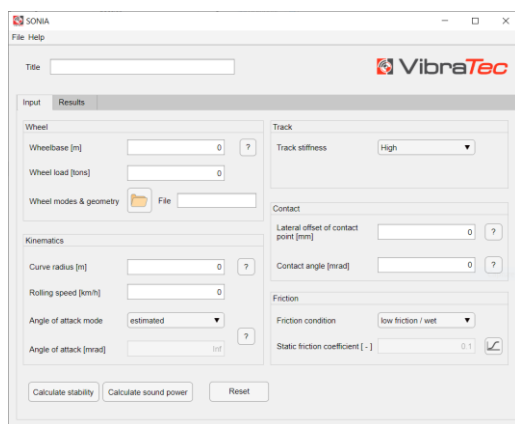 SONIA
File Help
Title
VibraTec
Input Results
Wheel
Wheelbase [m] 0 ?
Wheel load [tons] 0
Wheel modes & geometry File
Kinematics
Curve radius [m] 0 ?
Rolling speed [km/h] 0
Angle of attack mode estimated
?
Angle of attack [mrad] Inf
Track
Track stiffness High
Contact
Lateral offset of contact
point [mm] 0 ?
Contact angle [mrad] 0 ?
Friction
Friction condition low friction / wet
Static friction coefficient [ - ] 0.1
Calculate stability Calculate sound power Reset